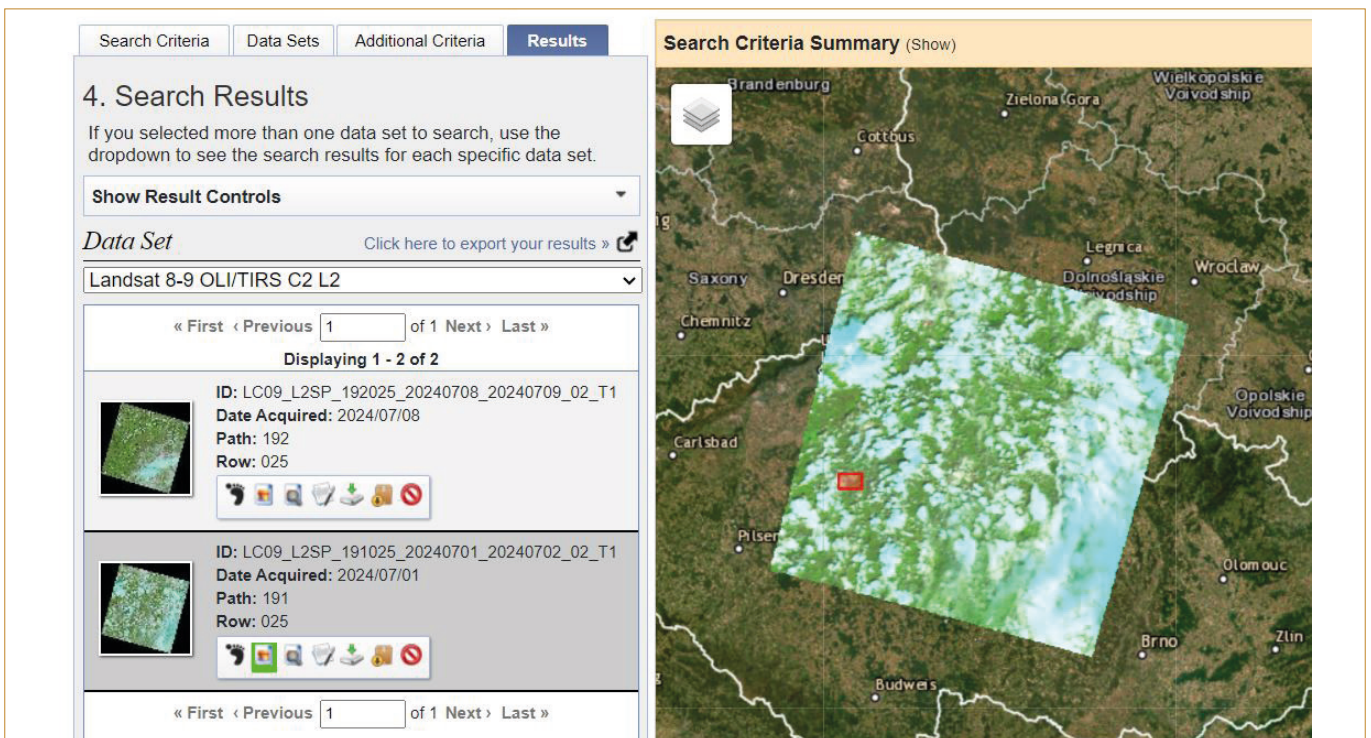 Search Criteria
Data Sets
Additional Criteria
Results
4. Search Results
If you selected more than one data set to search, use the
dropdown to see the search results for each specific data set.
Show Result Controls
Data Set
Click here to export your results »
Landsat 8-9 OLI/TIRS C2 L2
« First ‹ Previous 1 of 1 Next › Last »
Displaying 1 - 2 of 2
ID: LC09_L2SP_192025_20240708_20240709_02_T1
Date Acquired: 2024/07/08
Path: 192
Row: 025
ID: LC09_L2SP_191025_20240701_20240702_02_T1
Date Acquired: 2024/07/01
Path: 191
Row: 025
« First ‹ Previous 1 of 1 Next › Last »
Search Criteria Summary (Show)
Brandenburg
Wielkopolskie
Voivodship
Zielona Gora
Cottbus
Legnica
Saxony
Dresden
Dolnośląskie
Wroclaw
Chemnitz
Opolskie
Voivodship
Carlsbad
Pilsen
Olomouc
Brno
Zlin
Budweis